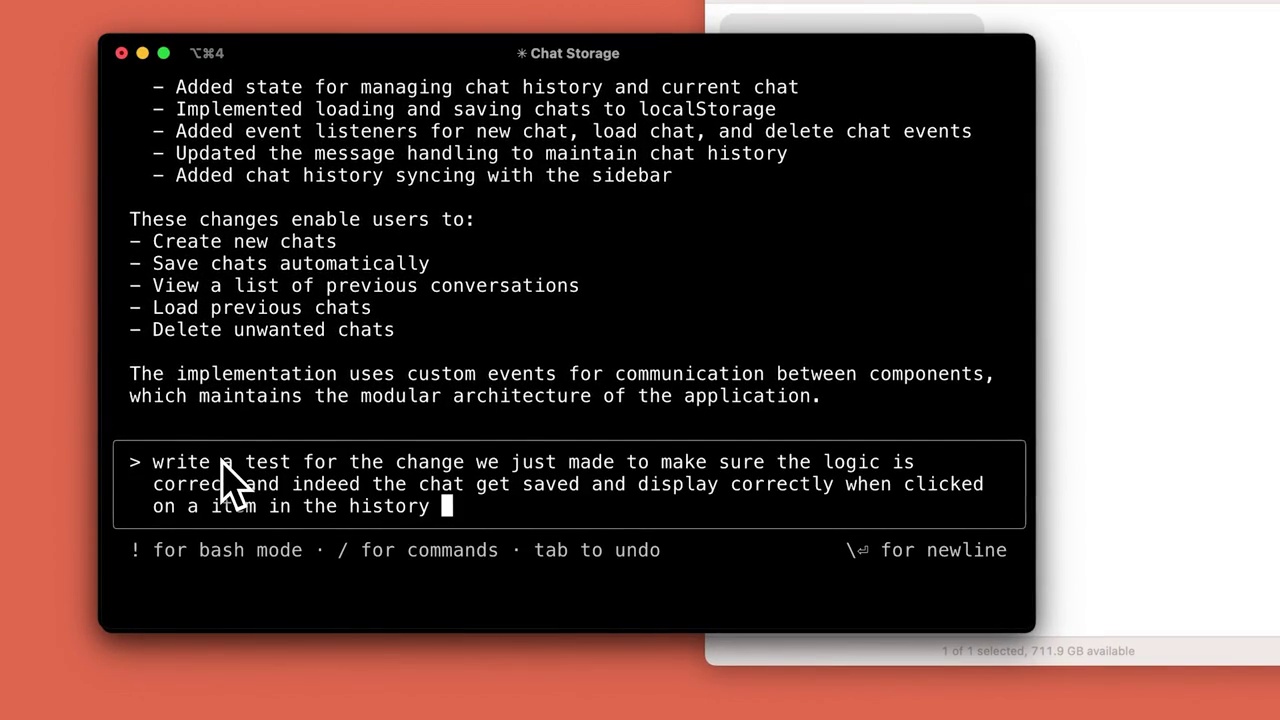 ⌥⌘4
✳ Chat Storage
- Added state for managing chat history and current chat
- Implemented loading and saving chats to localStorage
- Added event listeners for new chat, load chat, and delete chat events
- Updated the message handling to maintain chat history
- Added chat history syncing with the sidebar
These changes enable users to:
- Create new chats
- Save chats automatically
- View a list of previous conversations
- Load previous chats
- Delete unwanted chats
The implementation uses custom events for communication between components,
which maintains the modular architecture of the application.
> write a test for the change we just made to make sure the logic is
correct and indeed the chat get saved and display correctly when clicked
on a item in the history
! for bash mode · / for commands · tab to undo
\⏎ for newline
1 of 1 selected, 711.9 GB available